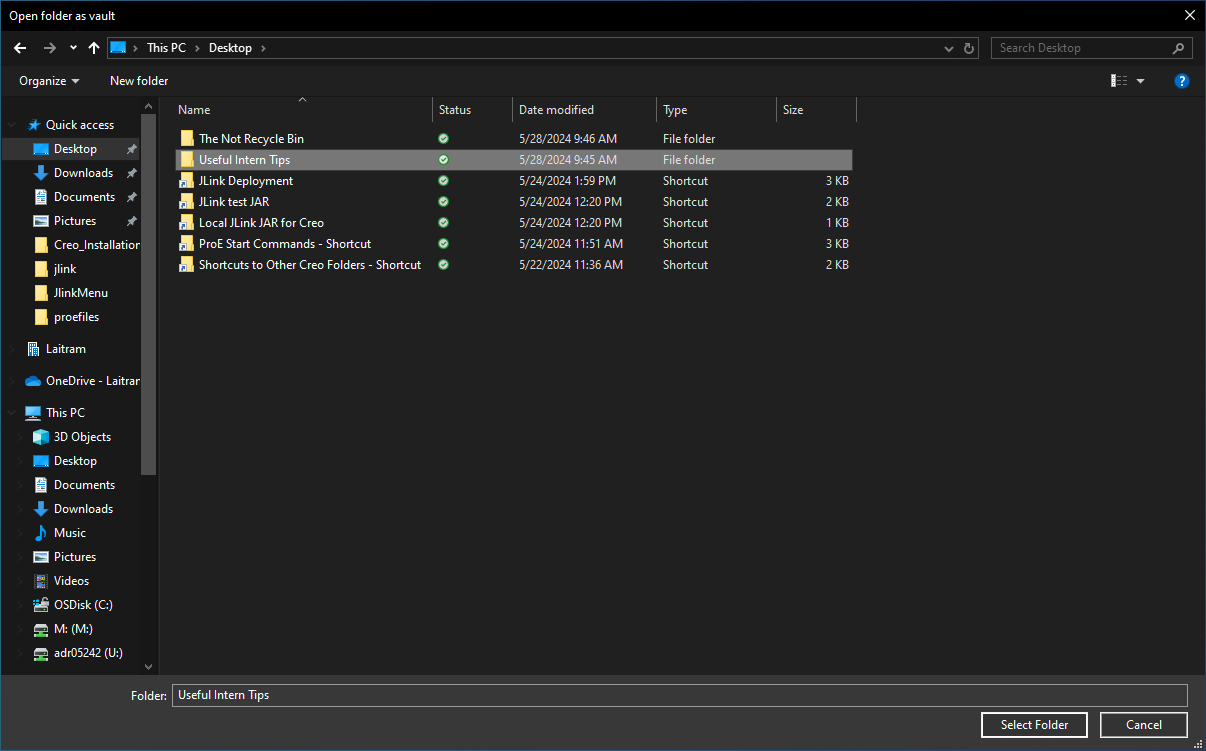 Open folder as vault
This PC > Desktop >
Search Desktop
Organize
New folder
?
Name Status Date modified Type Size
The Not Recycle Bin 5/28/2024 9:46 AM File folder
Useful Intern Tips 5/28/2024 9:45 AM File folder
JLink Deployment 5/24/2024 1:59 PM Shortcut 3 KB
JLink test JAR 5/24/2024 12:20 PM Shortcut 2 KB
Local JLink JAR for Creo 5/24/2024 12:20 PM Shortcut 1 KB
ProE Start Commands - Shortcut 5/24/2024 11:51 AM Shortcut 3 KB
Shortcuts to Other Creo Folders - Shortcut 5/22/2024 11:36 AM Shortcut 2 KB
Quick access
Desktop
Downloads
Documents
Pictures
Creo_Installation
jlink
JlinkMenu
proefiles
Laitram
OneDrive - Laitran
This PC
3D Objects
Desktop
Documents
Downloads
Music
Pictures
Videos
OSDisk (C:)
M: (M:)
adr05242 (U:)
Folder: Useful Intern Tips
Select Folder
Cancel